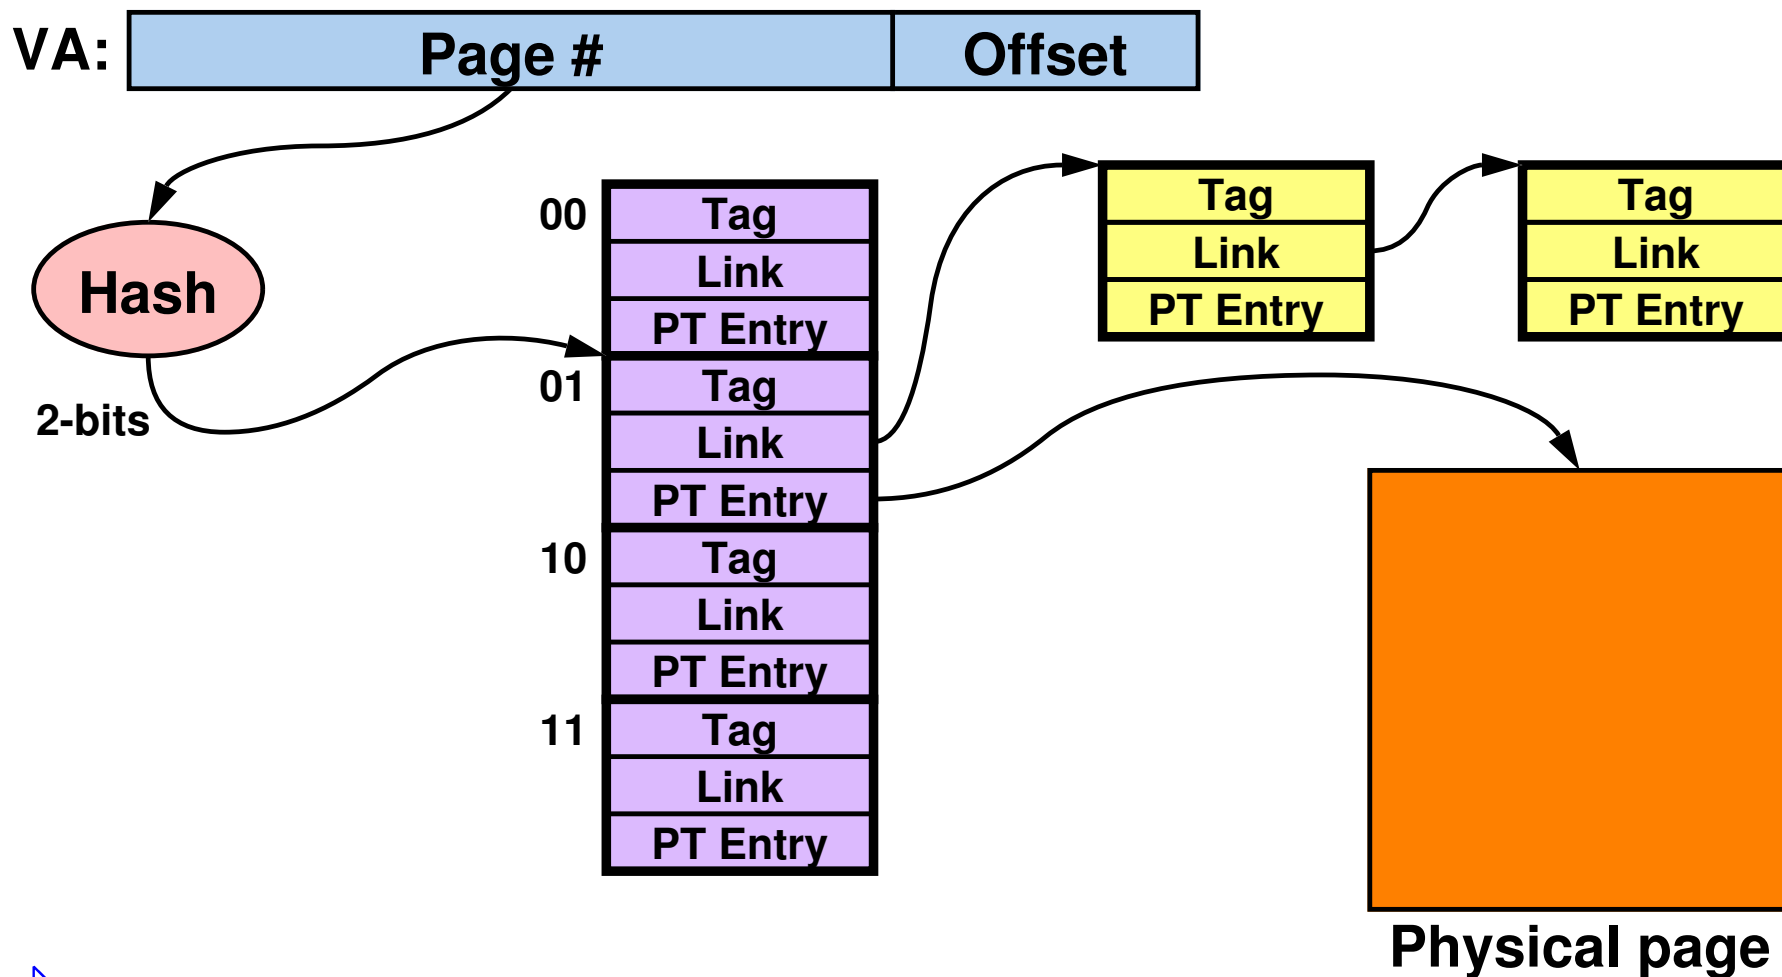 VA: Page # Offset
Hash
2-bits
00 Tag
Link
PT Entry
01 Tag
Link
PT Entry
10 Tag
Link
PT Entry
11 Tag
Link
PT Entry
Tag
Link
PT Entry
Tag
Link
PT Entry
Physical page